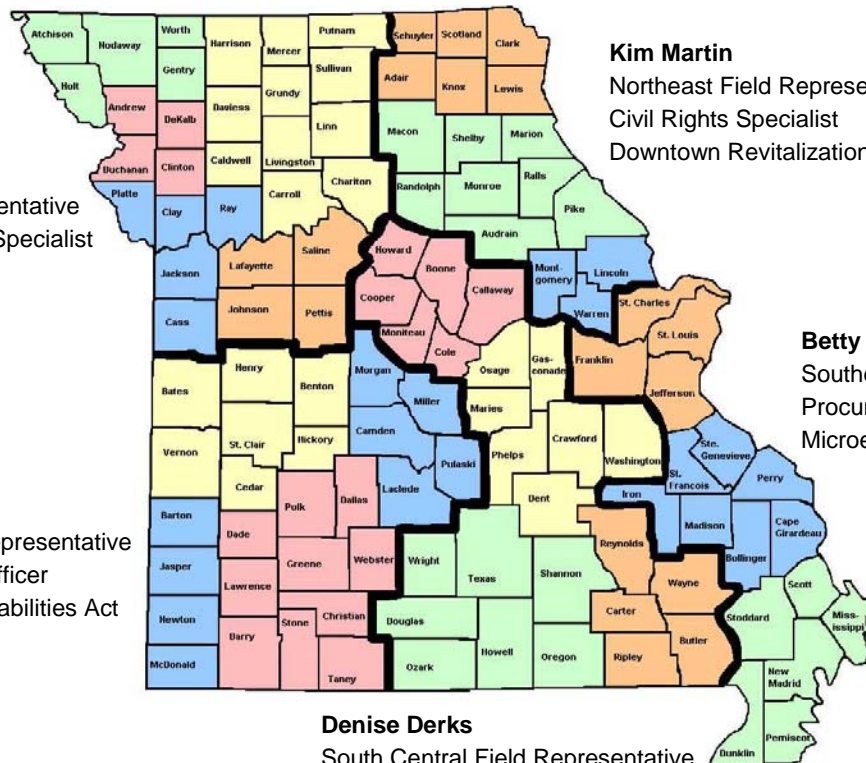 Atchison
Nodaway
Worth
Harrison
Mercer
Putnam
Schuyler
Scotland
Clark
Gentry
Sullivan
Holt
Adair
Knox
Lewis
Grundy
Andrew
DeKalb
Daviess
Linn
Macon
Shelby
Marion
Buchanan
Clinton
Caldwell
Livingston
Chariton
Randolph
Monroe
Ralls
Pike
Platte
Clay
Ray
Carroll
Audrain
Kim Martin
Northeast Field Represe
Civil Rights Specialist
Downtown Revitalization
entative
Specialist
Jackson
Lafayette
Saline
Howard
Boone
Callaway
Mont-
gomery
Lincoln
Warren
St. Charles
Cass
Johnson
Pettis
Cooper
Moniteau
Cole
Osage
Gas-
conade
Franklin
St. Louis
Jefferson
Betty
Southe
Procur
Microe
Bates
Henry
Benton
Morgan
Miller
Maries
Camden
Vernon
St. Clair
Hickory
Pulaski
Phelps
Crawford
Washington
Ste.
Genevieve
St.
Francois
Perry
Cedar
Polk
Dallas
Laclede
Dent
Iron
Madison
Cape
Girardeau
Bollinger
Barton
Dade
Reynolds
epresentative
fficer
abilities Act
Jasper
Greene
Webster
Wright
Texas
Shannon
Wayne
Scott
Stoddard
Miss-
issippi
Lawrence
Newton
Christian
Stone
Douglas
Carter
Butler
Barry
McDonald
Taney
Ozark
Howell
Oregon
Ripley
New
Madrid
Pemiscot
Dunklin
Denise Derks
South Central Field Representative